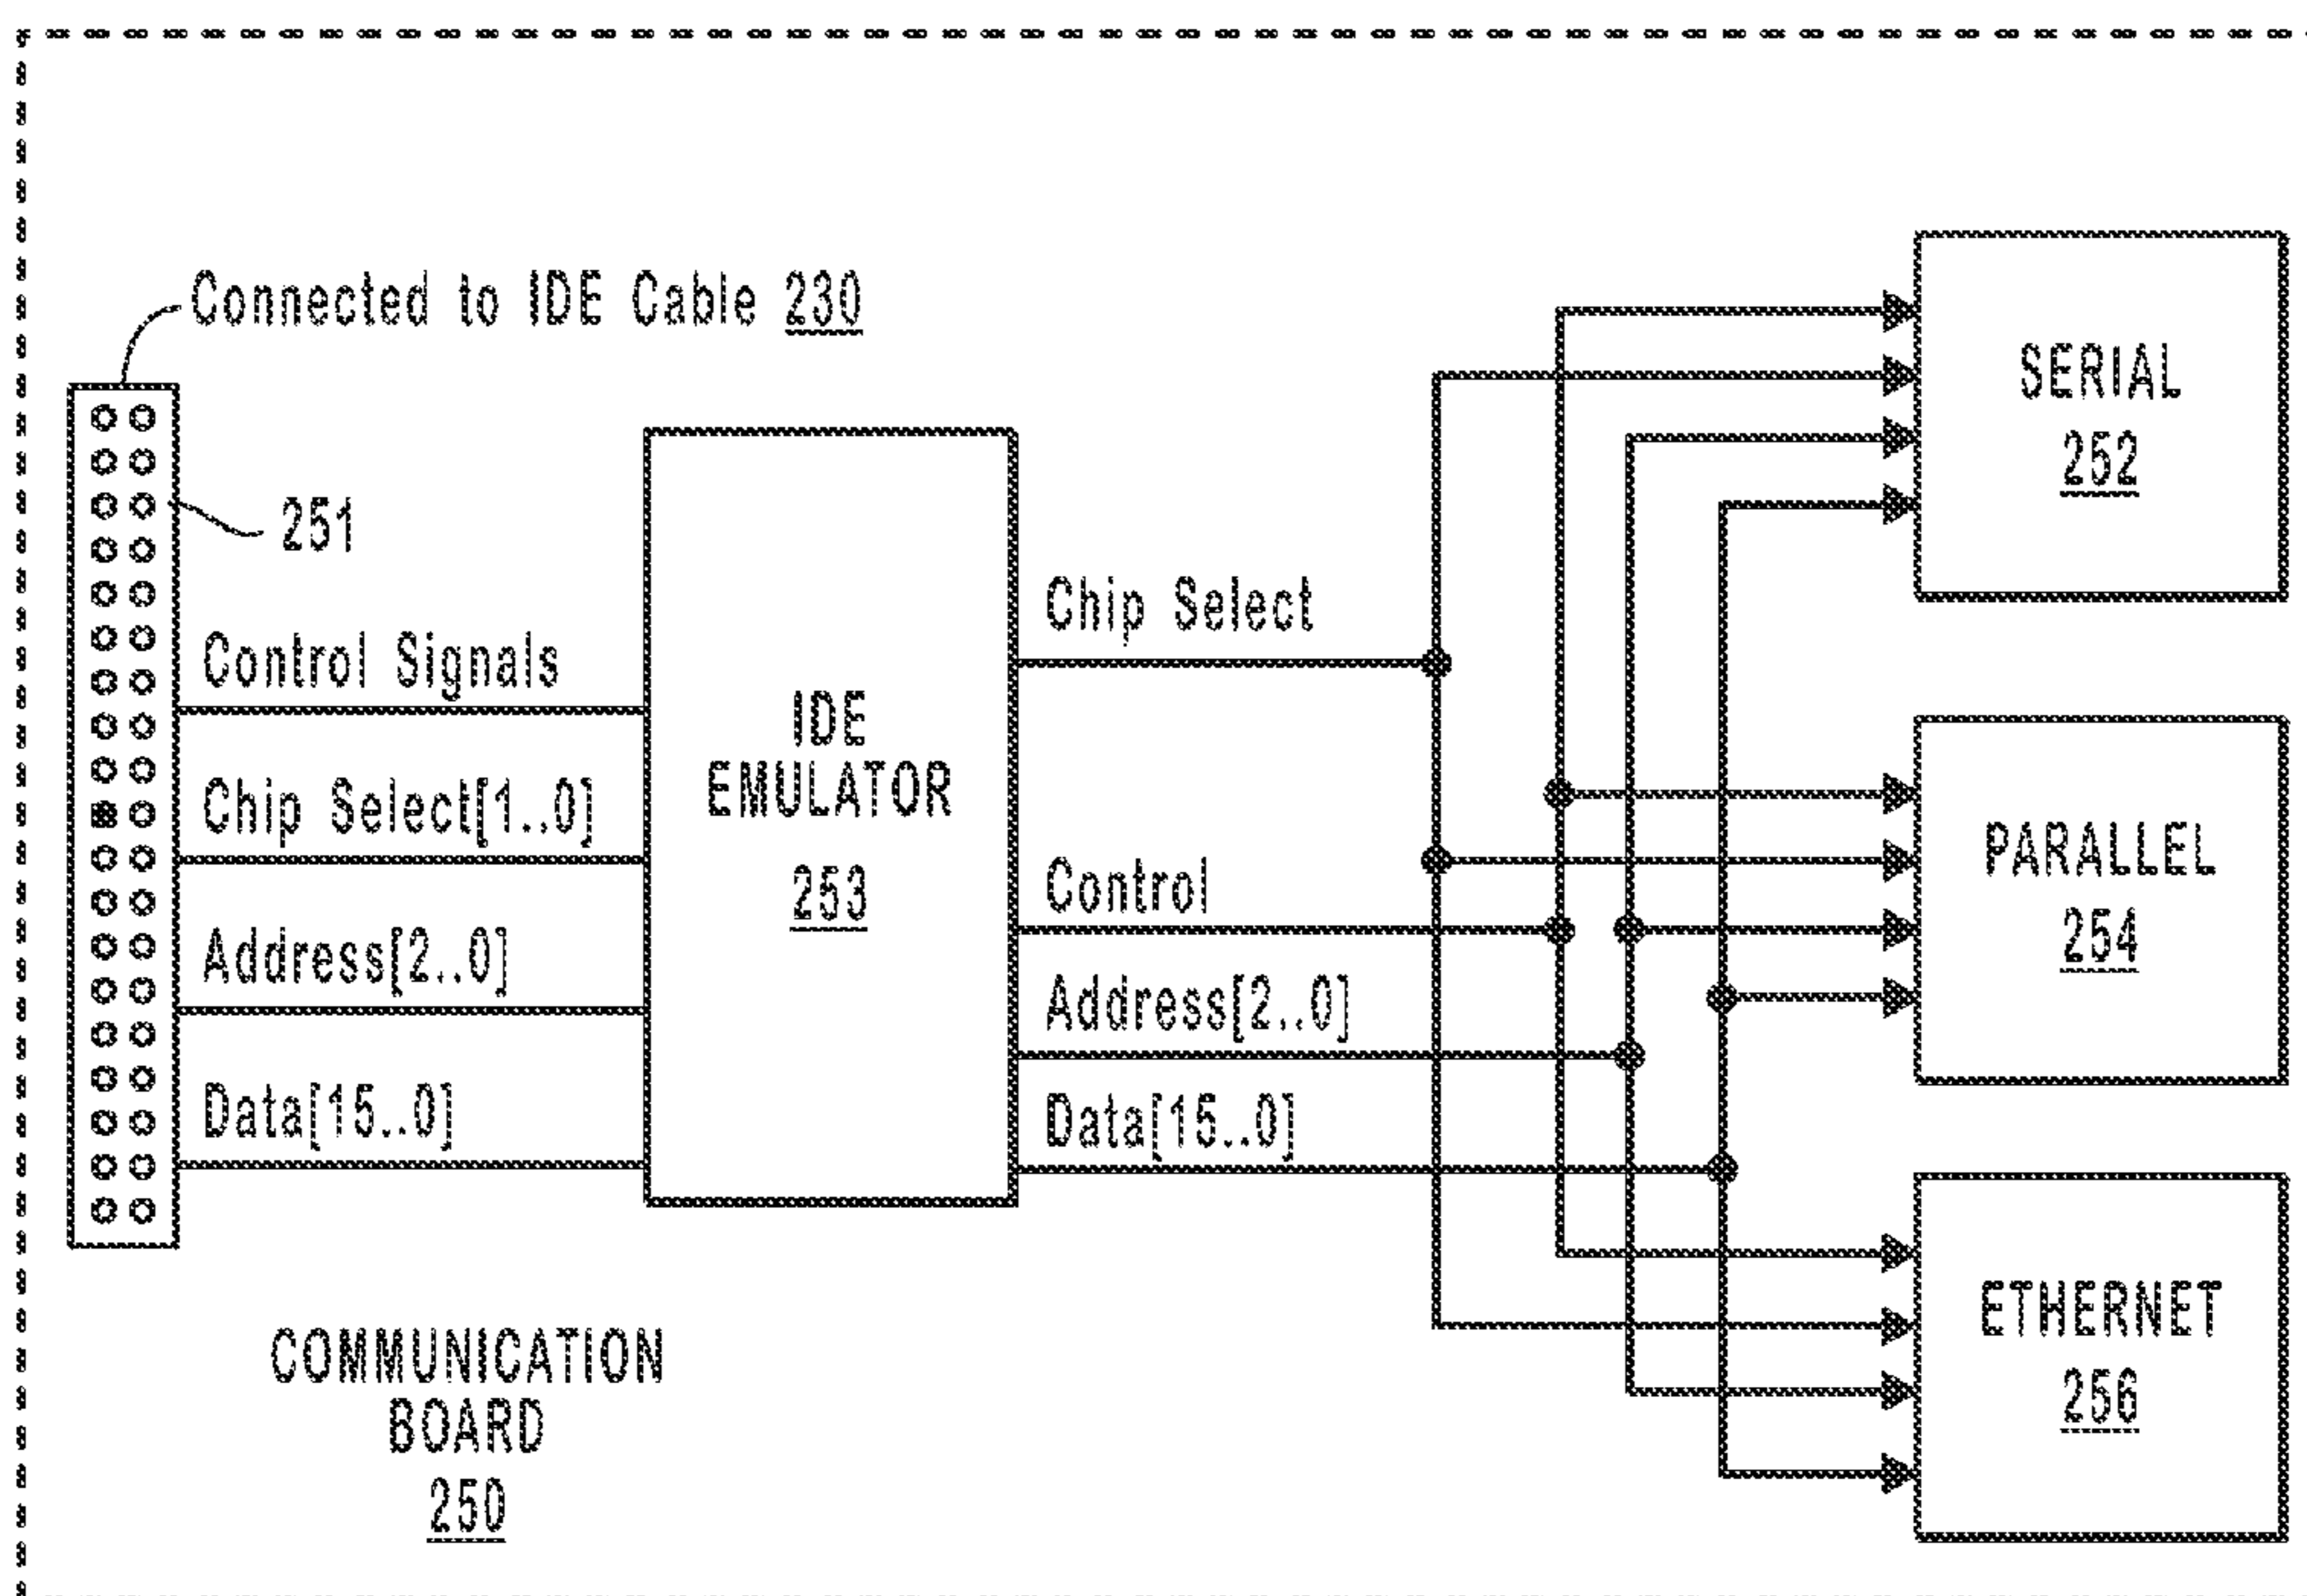 Connected to IDE Cable 230
251
Control Signals
Chip Select[1..0]
Address[2..0]
Data[15..0]
IDE
EMULATOR
253
Chip Select
Control
Address[2..0]
Data[15..0]
SERIAL
252
PARALLEL
254
ETHERNET
256
COMMUNICATION
BOARD
250